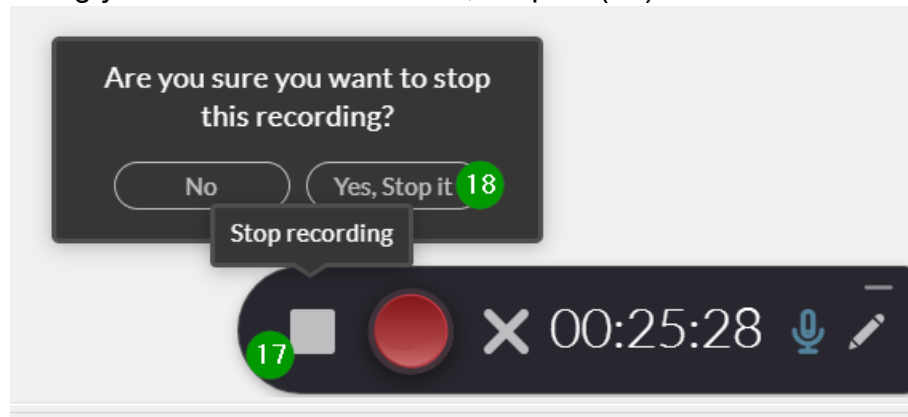 Are you sure you want to stop
this recording?
No
Yes, Stop it
18
Stop recording
17
00:25:28